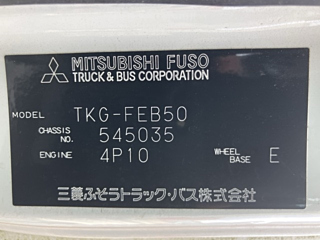 MITSUBISHI FUSO
TRUCK & BUS CORPORATION
MODEL TKG-FEB50
CHASSIS NO. 545035
ENGINE 4P10 WHEEL BASE E
三菱ふそうトラック・バス株式会社